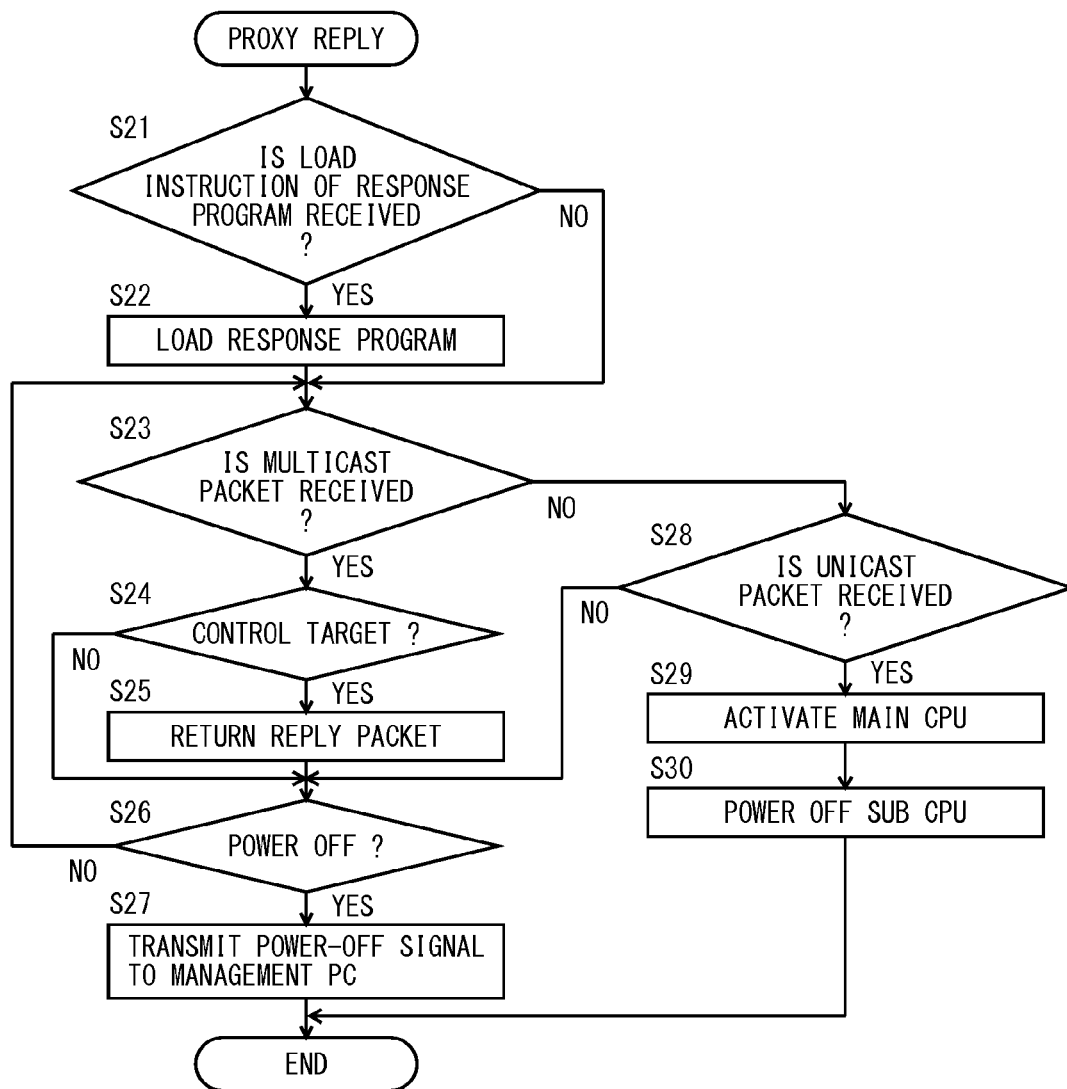 PROXY REPLY
S21
IS LOAD
INSTRUCTION OF RESPONSE
PROGRAM RECEIVED
?
NO
YES
S22
LOAD RESPONSE PROGRAM
S23
IS MULTICAST
PACKET RECEIVED
?
NO
YES
S28
IS UNICAST
PACKET RECEIVED
?
NO
YES
S24
CONTROL TARGET ?
NO
YES
S25
RETURN REPLY PACKET
S29
ACTIVATE MAIN CPU
S30
POWER OFF SUB CPU
S26
POWER OFF ?
NO
YES
S27
TRANSMIT POWER-OFF SIGNAL
TO MANAGEMENT PC
END